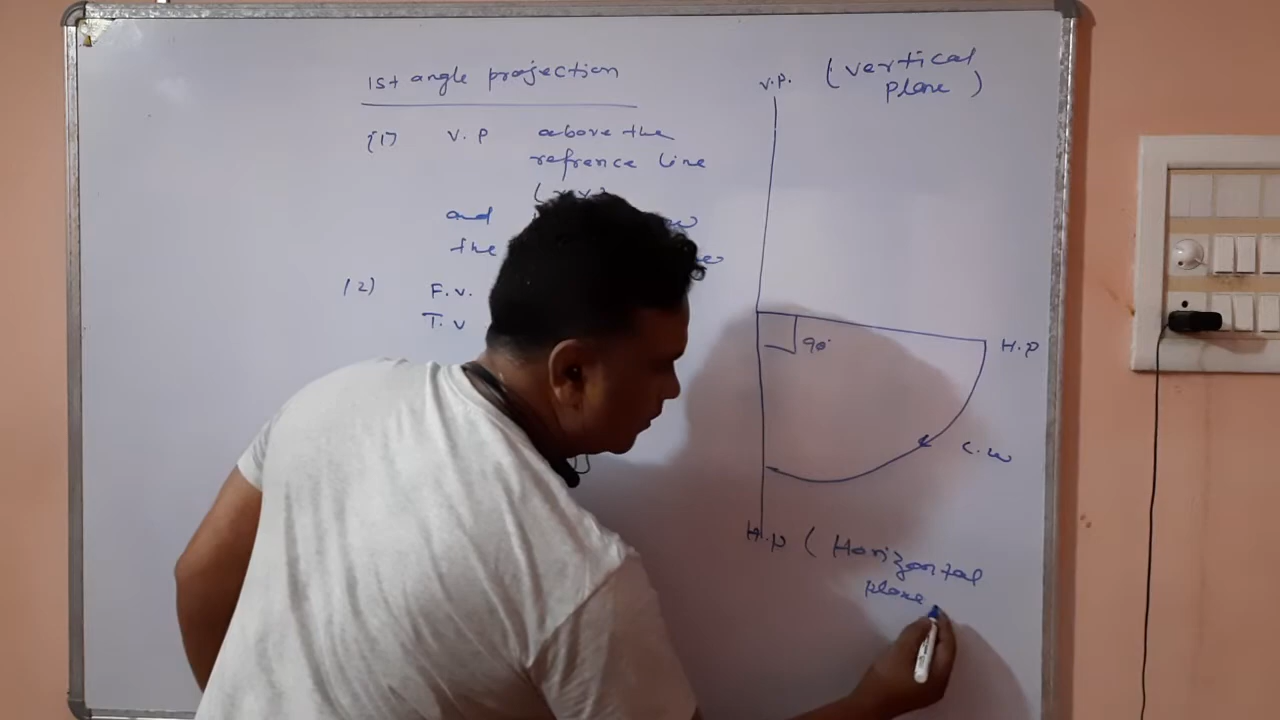 1st angle projection
(1) V.P above the
refrence line
and
the
(2) F.V.
T.V
V.P. (vertical
plane)
90°
H.P
C.W
H.P (Horizontal
plane